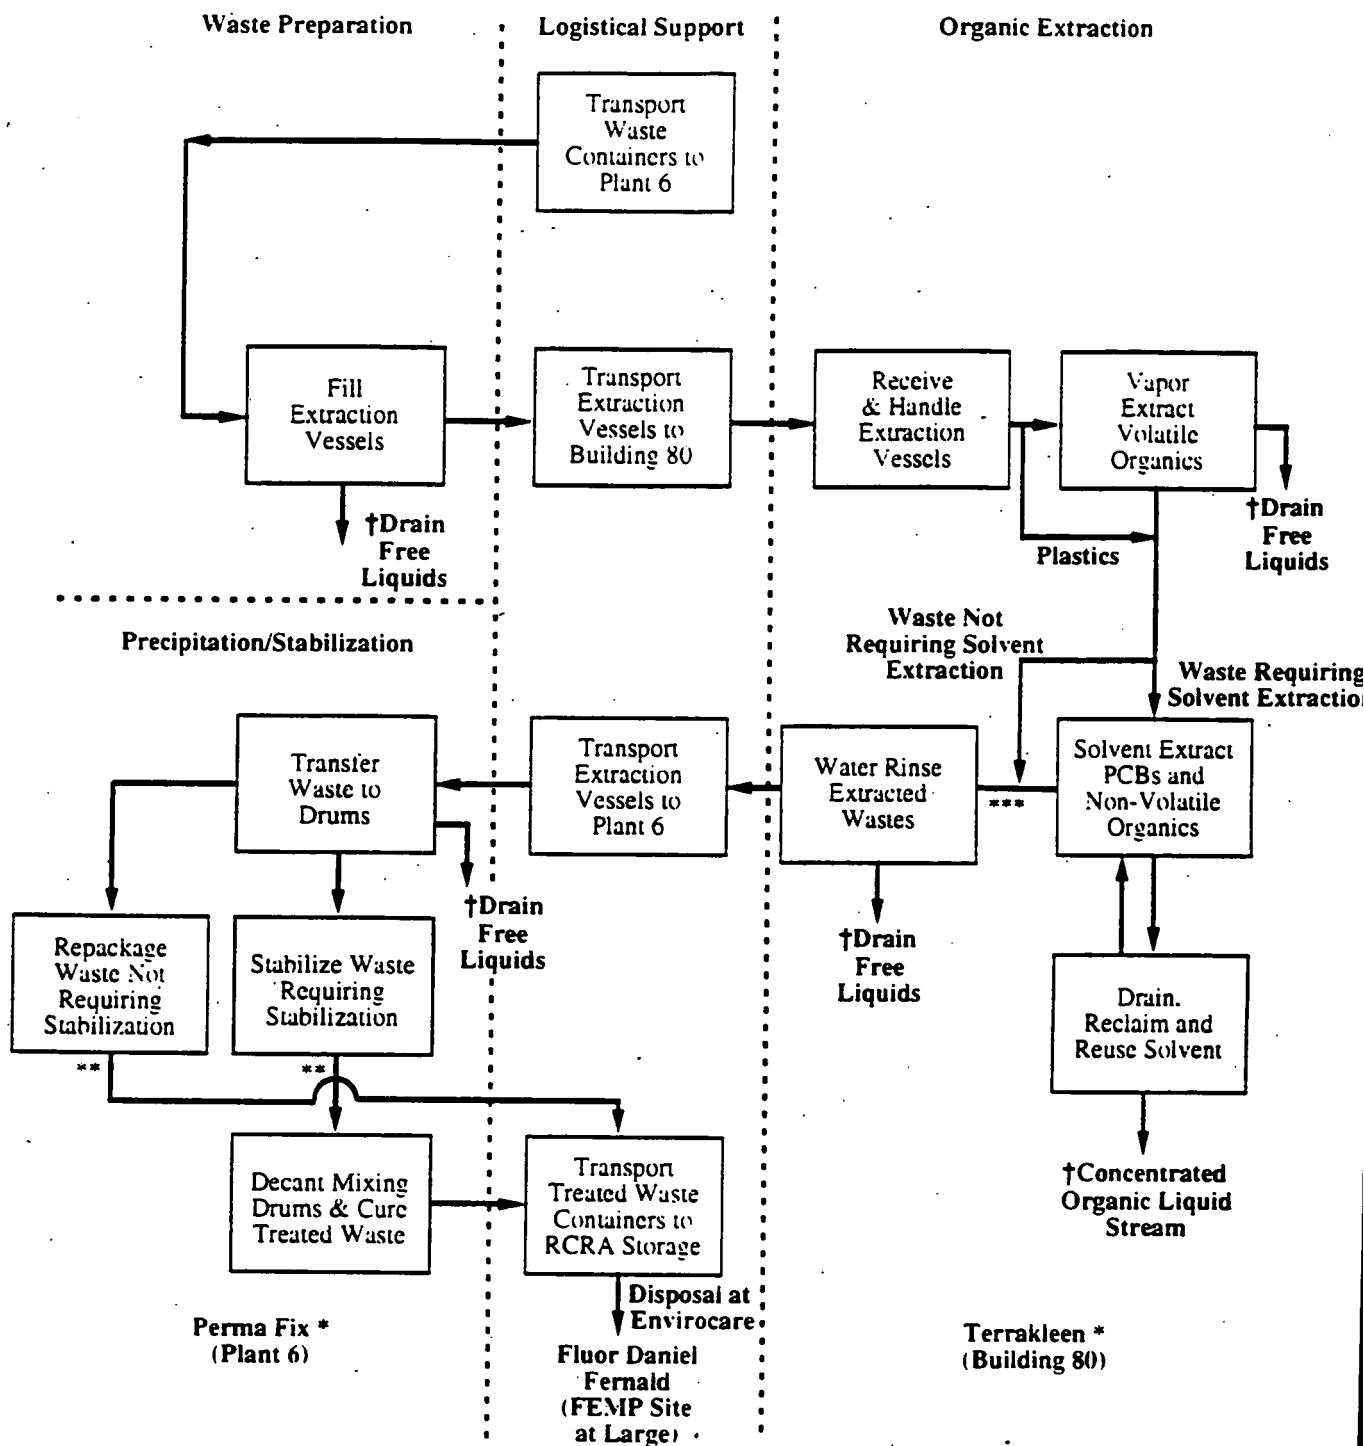 Waste Preparation
Logistical Support
Organic Extraction
Transport
Waste
Containers to
Plant 6
Fill
Extraction
Vessels
Transport
Extraction
Vessels to
Building 80
Receive
& Handle
Extraction
Vessels
Vapor
Extract
Volatile
Organics
†Drain
Free
Liquids
†Drain
Free
Liquids
Plastics
Waste Not
Requiring Solvent
Extraction
Waste Requiring
Solvent Extraction
Precipitation/Stabilization
Transfer
Waste to
Drums
Transport
Extraction
Vessels to
Plant 6
Water Rinse
Extracted
Wastes
***
Solvent Extract
PCBs and
Non-Volatile
Organics
†Drain
Free
Liquids
†Drain
Free
Liquids
Repackage
Waste Not
Requiring
Stabilization
**
Stabilize Waste
Requiring
Stabilization
**
Drain,
Reclaim and
Reuse Solvent
Decant Mixing
Drums & Cure
Treated Waste
Transport
Treated Waste
Containers to
RCRA Storage
†Concentrated
Organic Liquid
Stream
Disposal at
Envirocare
Perma Fix *
(Plant 6)
Fluor Daniel
Fernald
(FEMP Site
at Large)
Terrakleen *
(Building 80)